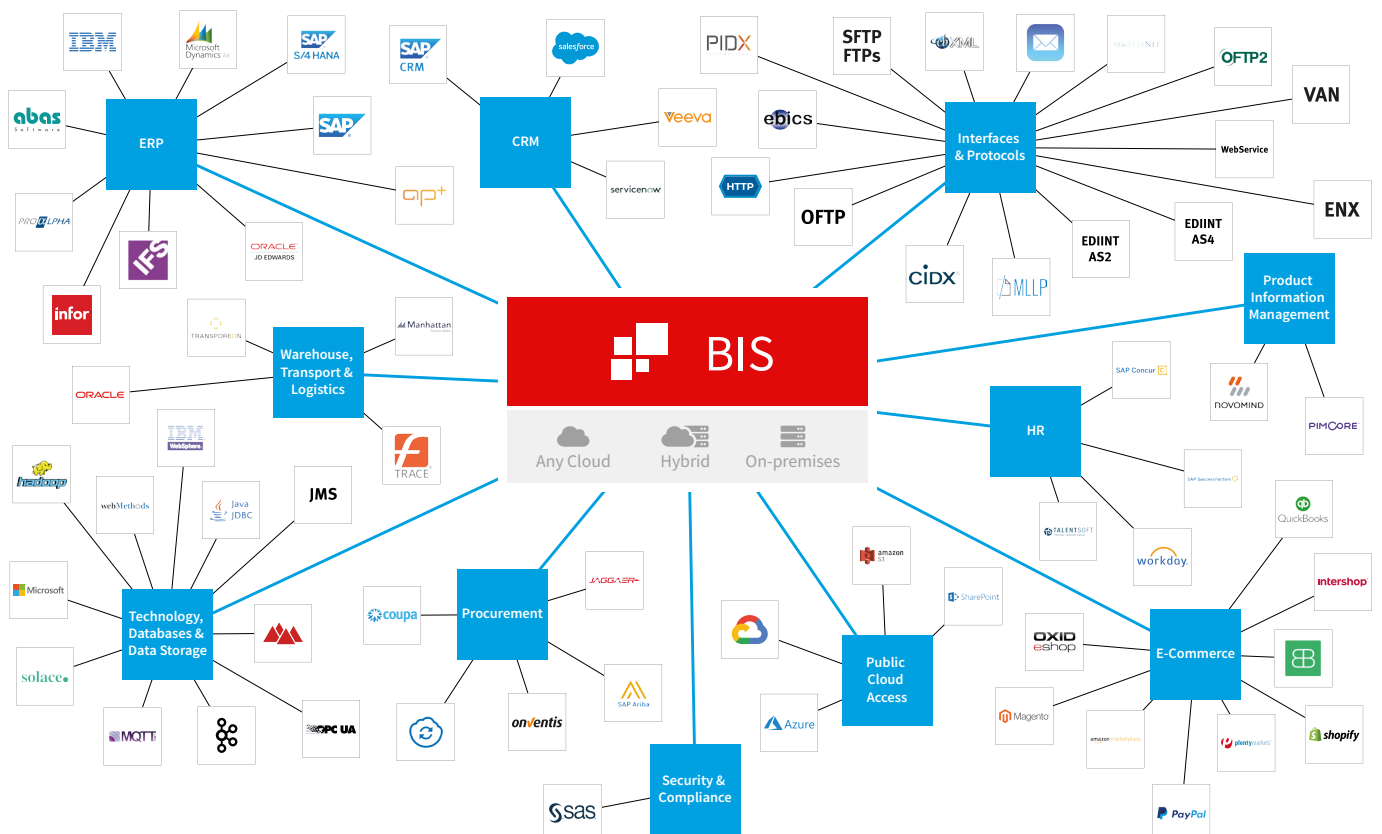 IBM
Microsoft
Dynamics AX
SAP
S/4 HANA
abas
Software
ERP
SAP
ap+
PROALPHA
IFS
ORACLE
JD EDWARDS
infor
SAP
CRM
salesforce
CRM
veeva
servicenow
PIDX
SFTP
FTPs
ebXML
OFTP2
VAN
ebics
Interfaces
& Protocols
WebService
HTTP
OFTP
ENX
EDIINT
AS2
EDIINT
AS4
CIDX
MLLP
Product
Information
Management
NOVOMIND
PIMCORE
TRANSPOREON
Manhattan
Warehouse,
Transport &
Logistics
ORACLE
TRACE
BIS
Any Cloud
Hybrid
On-premises
SAP Concur
HR
SAP SuccessFactors
TALENTSOFT
workday.
IBM
WebSphere
hadoop
webMethods
Java
JDBC
JMS
Microsoft
Technology,
Databases &
Data Storage
solace.
MQTT
OPC UA
JAGGAER
coupa
Procurement
SAP Ariba
onventis
amazon
S3
SharePoint
Public
Cloud
Access
Azure
Security &
Compliance
sas
QuickBooks
intershop
OXID
eshop
E-Commerce
Magento
amazon marketplace
plentymarkets
shopify
PayPal